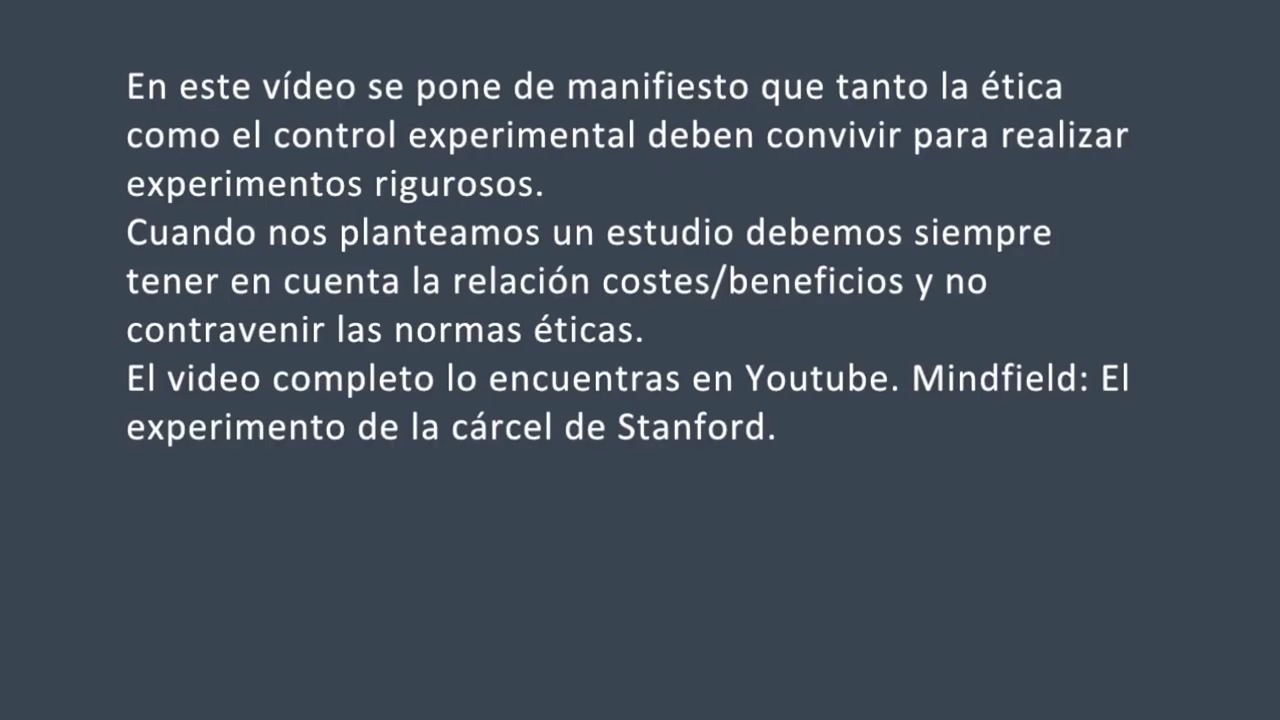 En este vídeo se pone de manifiesto que tanto la ética
como el control experimental deben convivir para realizar
experimentos rigurosos.
Cuando nos planteamos un estudio debemos siempre
tener en cuenta la relación costes/beneficios y no
contravenir las normas éticas.
El video completo lo encuentras en Youtube. Mindfield: El
experimento de la cárcel de Stanford.